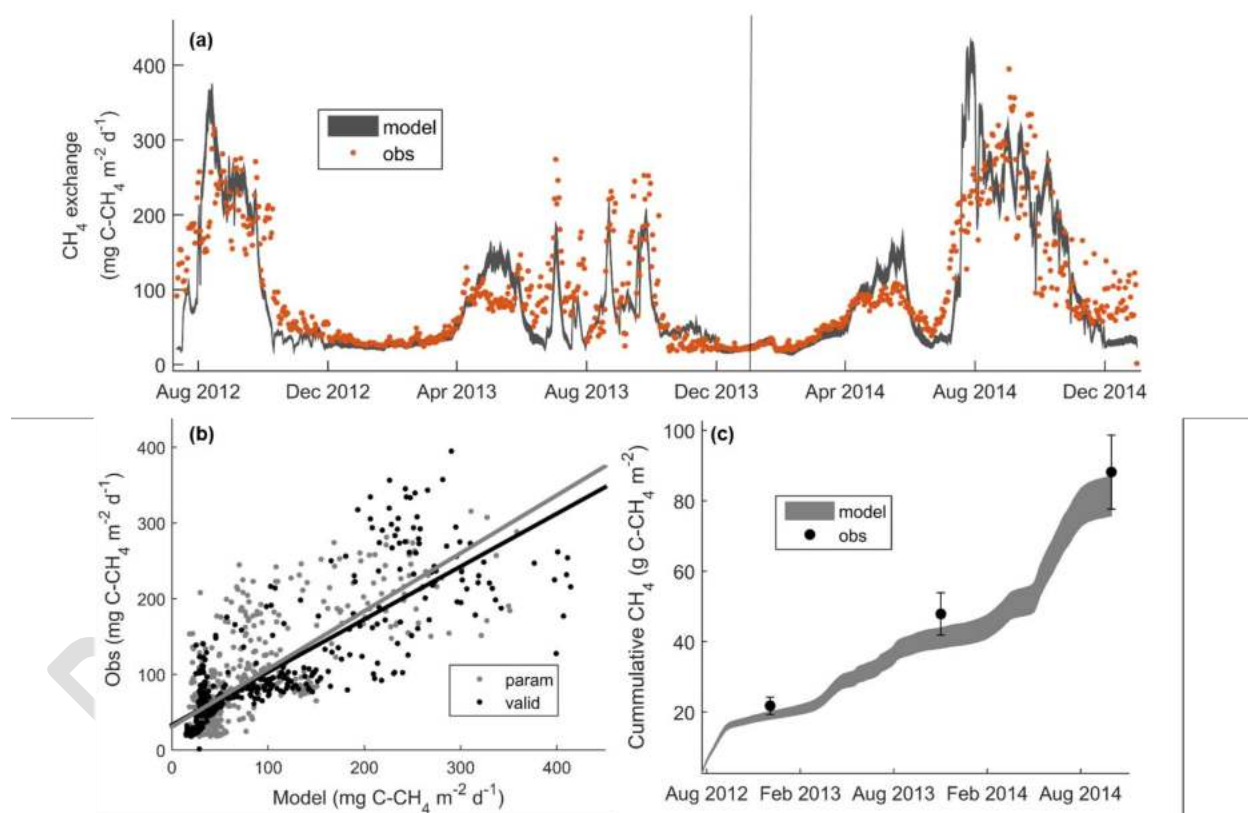 (a)
400
300
200
100
0
CH4 exchange
(mg C-CH4 m-2 d-1)
model
obs
Aug 2012 Dec 2012 Apr 2013 Aug 2013 Dec 2013 Apr 2014 Aug 2014 Dec 2014
(b)
400
300
200
100
0
Obs (mg C-CH4 m-2 d-1)
param
valid
0 100 200 300 400
Model (mg C-CH4 m-2 d-1)
(c)
100
80
60
40
20
Cummulative CH4 (g C-CH4 m-2)
model
obs
Aug 2012 Feb 2013 Aug 2013 Feb 2014 Aug 2014